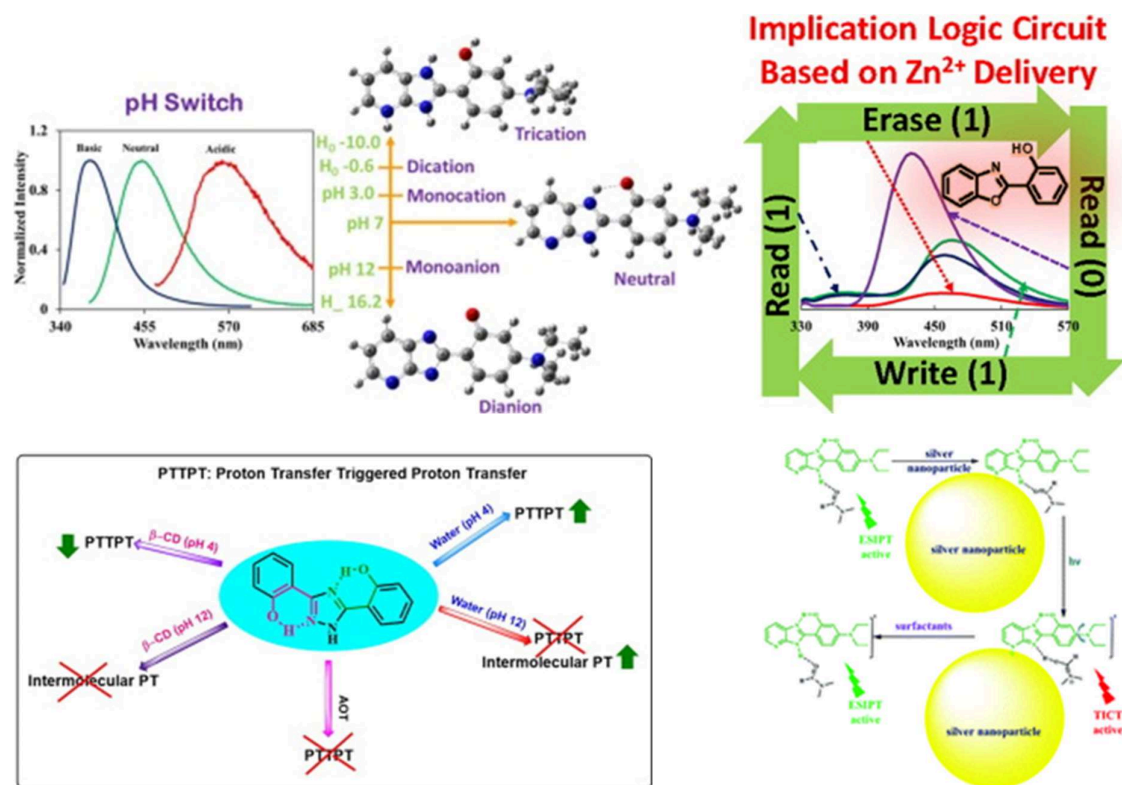 pH Switch
1.2
0.8
0.4
0
Normalized Intensity
Basic
Neutral
Acidic
340
455
570
685
Wavelength (nm)
Trication
H₀ -10.0
H₀ -0.6
Dication
pH 3.0
Monocation
pH 7
Neutral
pH 12
Monoanion
H_ 16.2
Dianion
Implication Logic Circuit
Based on Zn²⁺ Delivery
Erase (1)
Read (1)
Read (0)
Write (1)
HO
N
O
330
390
450
510
570
Wavelength (nm)
PTTPT: Proton Transfer Triggered Proton Transfer
PTTPT
β-CD (pH 4)
Water (pH 4)
PTTPT
H-O
N
O
H
N
N
H
β-CD (pH 12)
Water (pH 12)
PTTPT
Intermolecular PT
Intermolecular PT
AOT
PTTPT
silver
nanoparticle
ESIPT
active
silver nanoparticle
hν
surfactants
ESIPT
active
silver nanoparticle
TICT
active